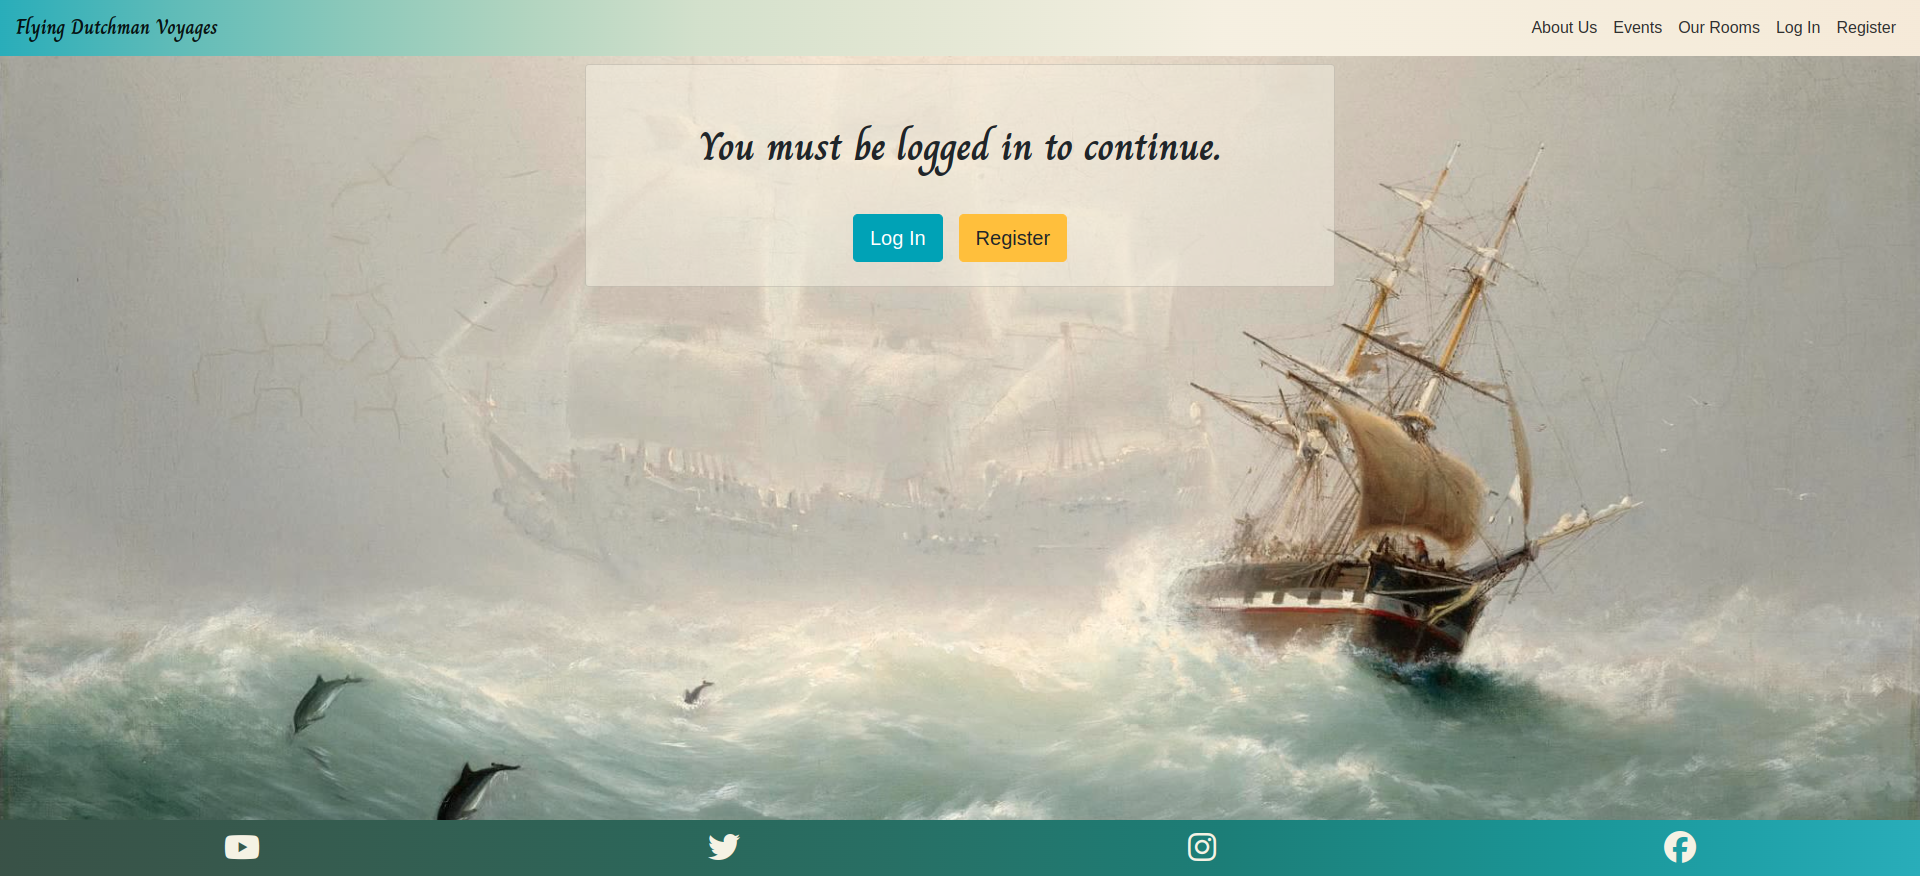 Flying Dutchman Voyages
About Us Events Our Rooms Log In Register
You must be logged in to continue.
Log In Register